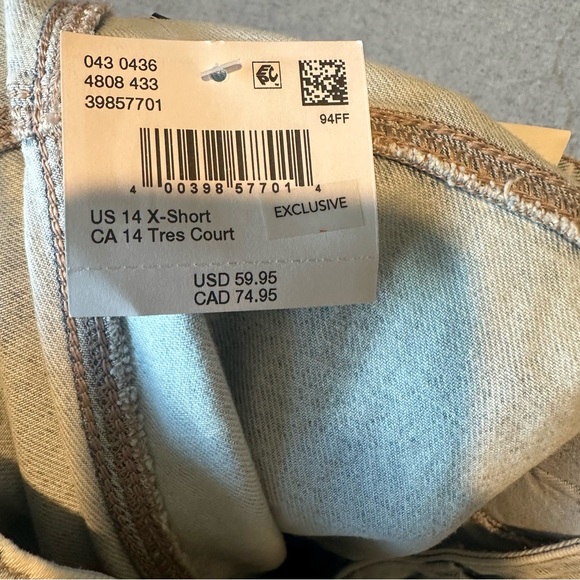 043 0436
4808 433
39857701
94FF
4 00398 57701 4
US 14 X-Short
CA 14 Tres Court
EXCLUSIVE
USD 59.95
CAD 74.95